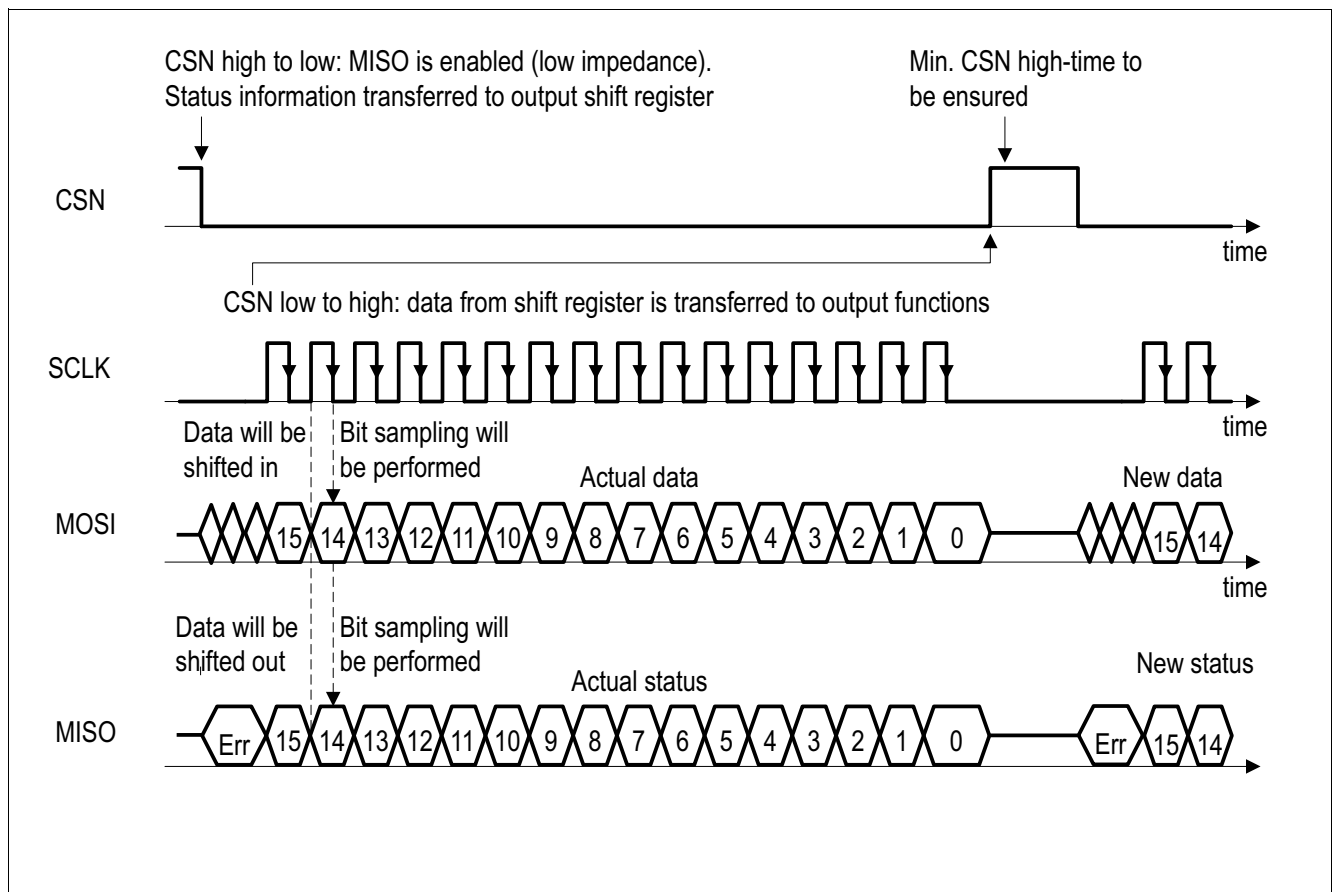 CSN high to low: MISO is enabled (low impedance).
Status information transferred to output shift register
Min. CSN high-time to
be ensured
CSN
time
CSN low to high: data from shift register is transferred to output functions
SCLK
time
Data will be
shifted in
Bit sampling will
be performed
Actual data
New data
MOSI
15 14 13 12 11 10 9 8 7 6 5 4 3 2 1 0
15 14
time
Data will be
shifted out
Bit sampling will
be performed
Actual status
New status
MISO
Err 15 14 13 12 11 10 9 8 7 6 5 4 3 2 1 0
Err 15 14